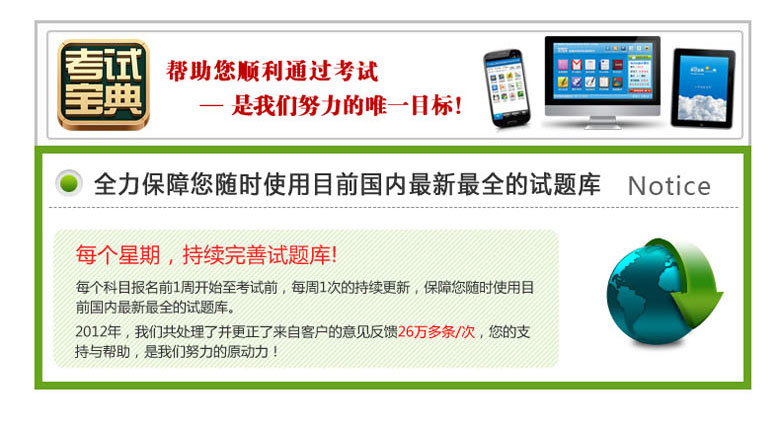 考试
宝典
帮助您顺利通过考试
— 是我们努力的唯一目标!
全力保障您随时使用目前国内最新最全的试题库 Notice
每个星期，持续完善试题库!
每个科目报名前1周开始至考试前，每周1次的持续更新，保障您随时使用目
前国内最新最全的试题库。
2012年，我们共处理了并更正了来自客户的意见反馈26万多条/次，您的支
持与帮助，是我们努力的原动力！